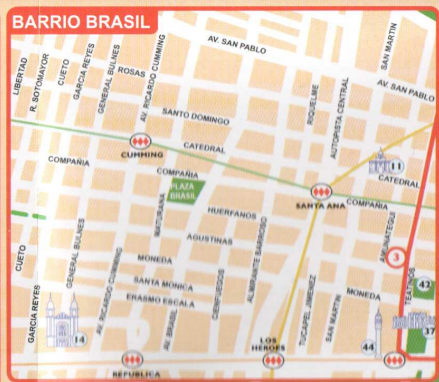 BARRIO BRASIL
AV. SAN PABLO
SAN MARTIN
LIBERTAD
R. SOTOMAYOR
CUETO
GARCIA REYES
GENERAL BULNES
ROSAS
AV. RICARDO CUMMING
RIQUELME
AUTOPISTA CENTRAL
AV. SAN PABLO
SANTO DOMINGO
CATEDRAL
CUMMING
COMPAÑIA
COMPAÑIA
11
CATEDRAL
PLAZA
BRASIL
SANTA ANA
COMPAÑIA
MATURANA
HUERFANOS
AGUSTINAS
ALMIRANTE BARROSO
AMUNATEGUI
3
CUETO
GENERAL BULNES
AV. RICARDO CUMMING
MONEDA
SANTA MONICA
ERASMO ESCALA
CIENFUEGOS
TUCAPEL JIMENEZ
SAN MARTIN
MONEDA
TEATINOS
42
37
GARCIA REYES
14
AV. BRASIL
LOS
HEROES
44
REPUBLICA